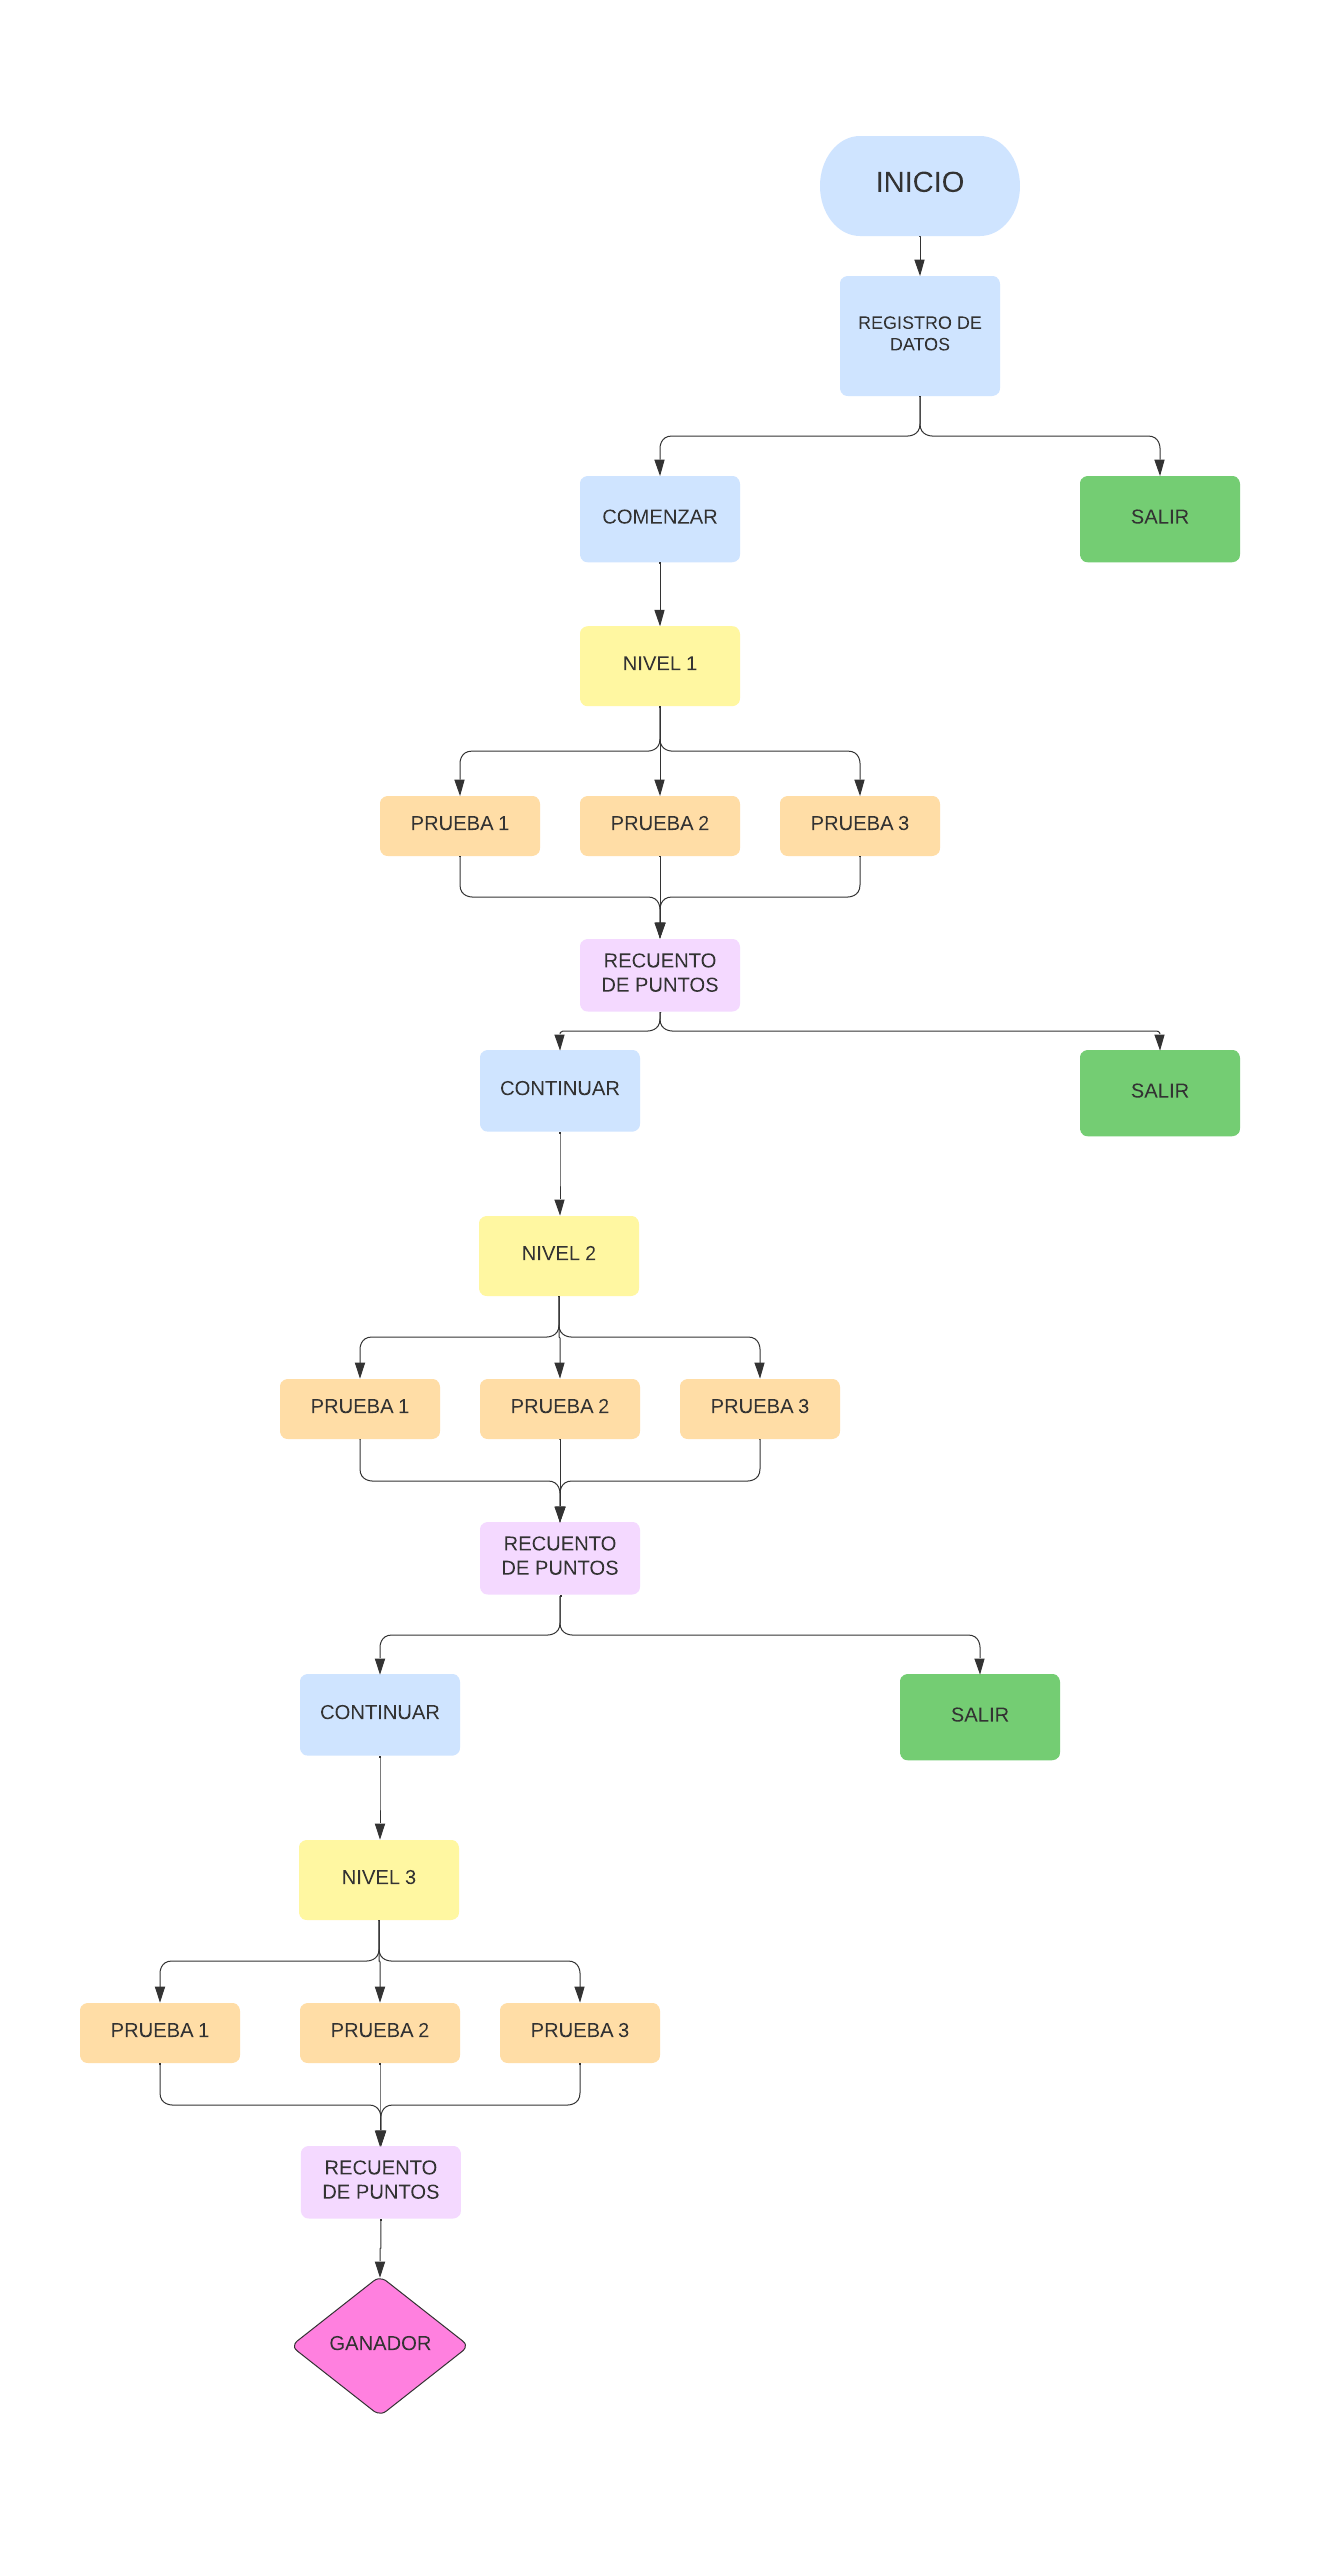 INICIO
REGISTRO DE
DATOS
COMENZAR
SALIR
NIVEL 1
PRUEBA 1
PRUEBA 2
PRUEBA 3
RECUENTO
DE PUNTOS
CONTINUAR
SALIR
NIVEL 2
PRUEBA 1
PRUEBA 2
PRUEBA 3
RECUENTO
DE PUNTOS
CONTINUAR
SALIR
NIVEL 3
PRUEBA 1
PRUEBA 2
PRUEBA 3
RECUENTO
DE PUNTOS
GANADOR